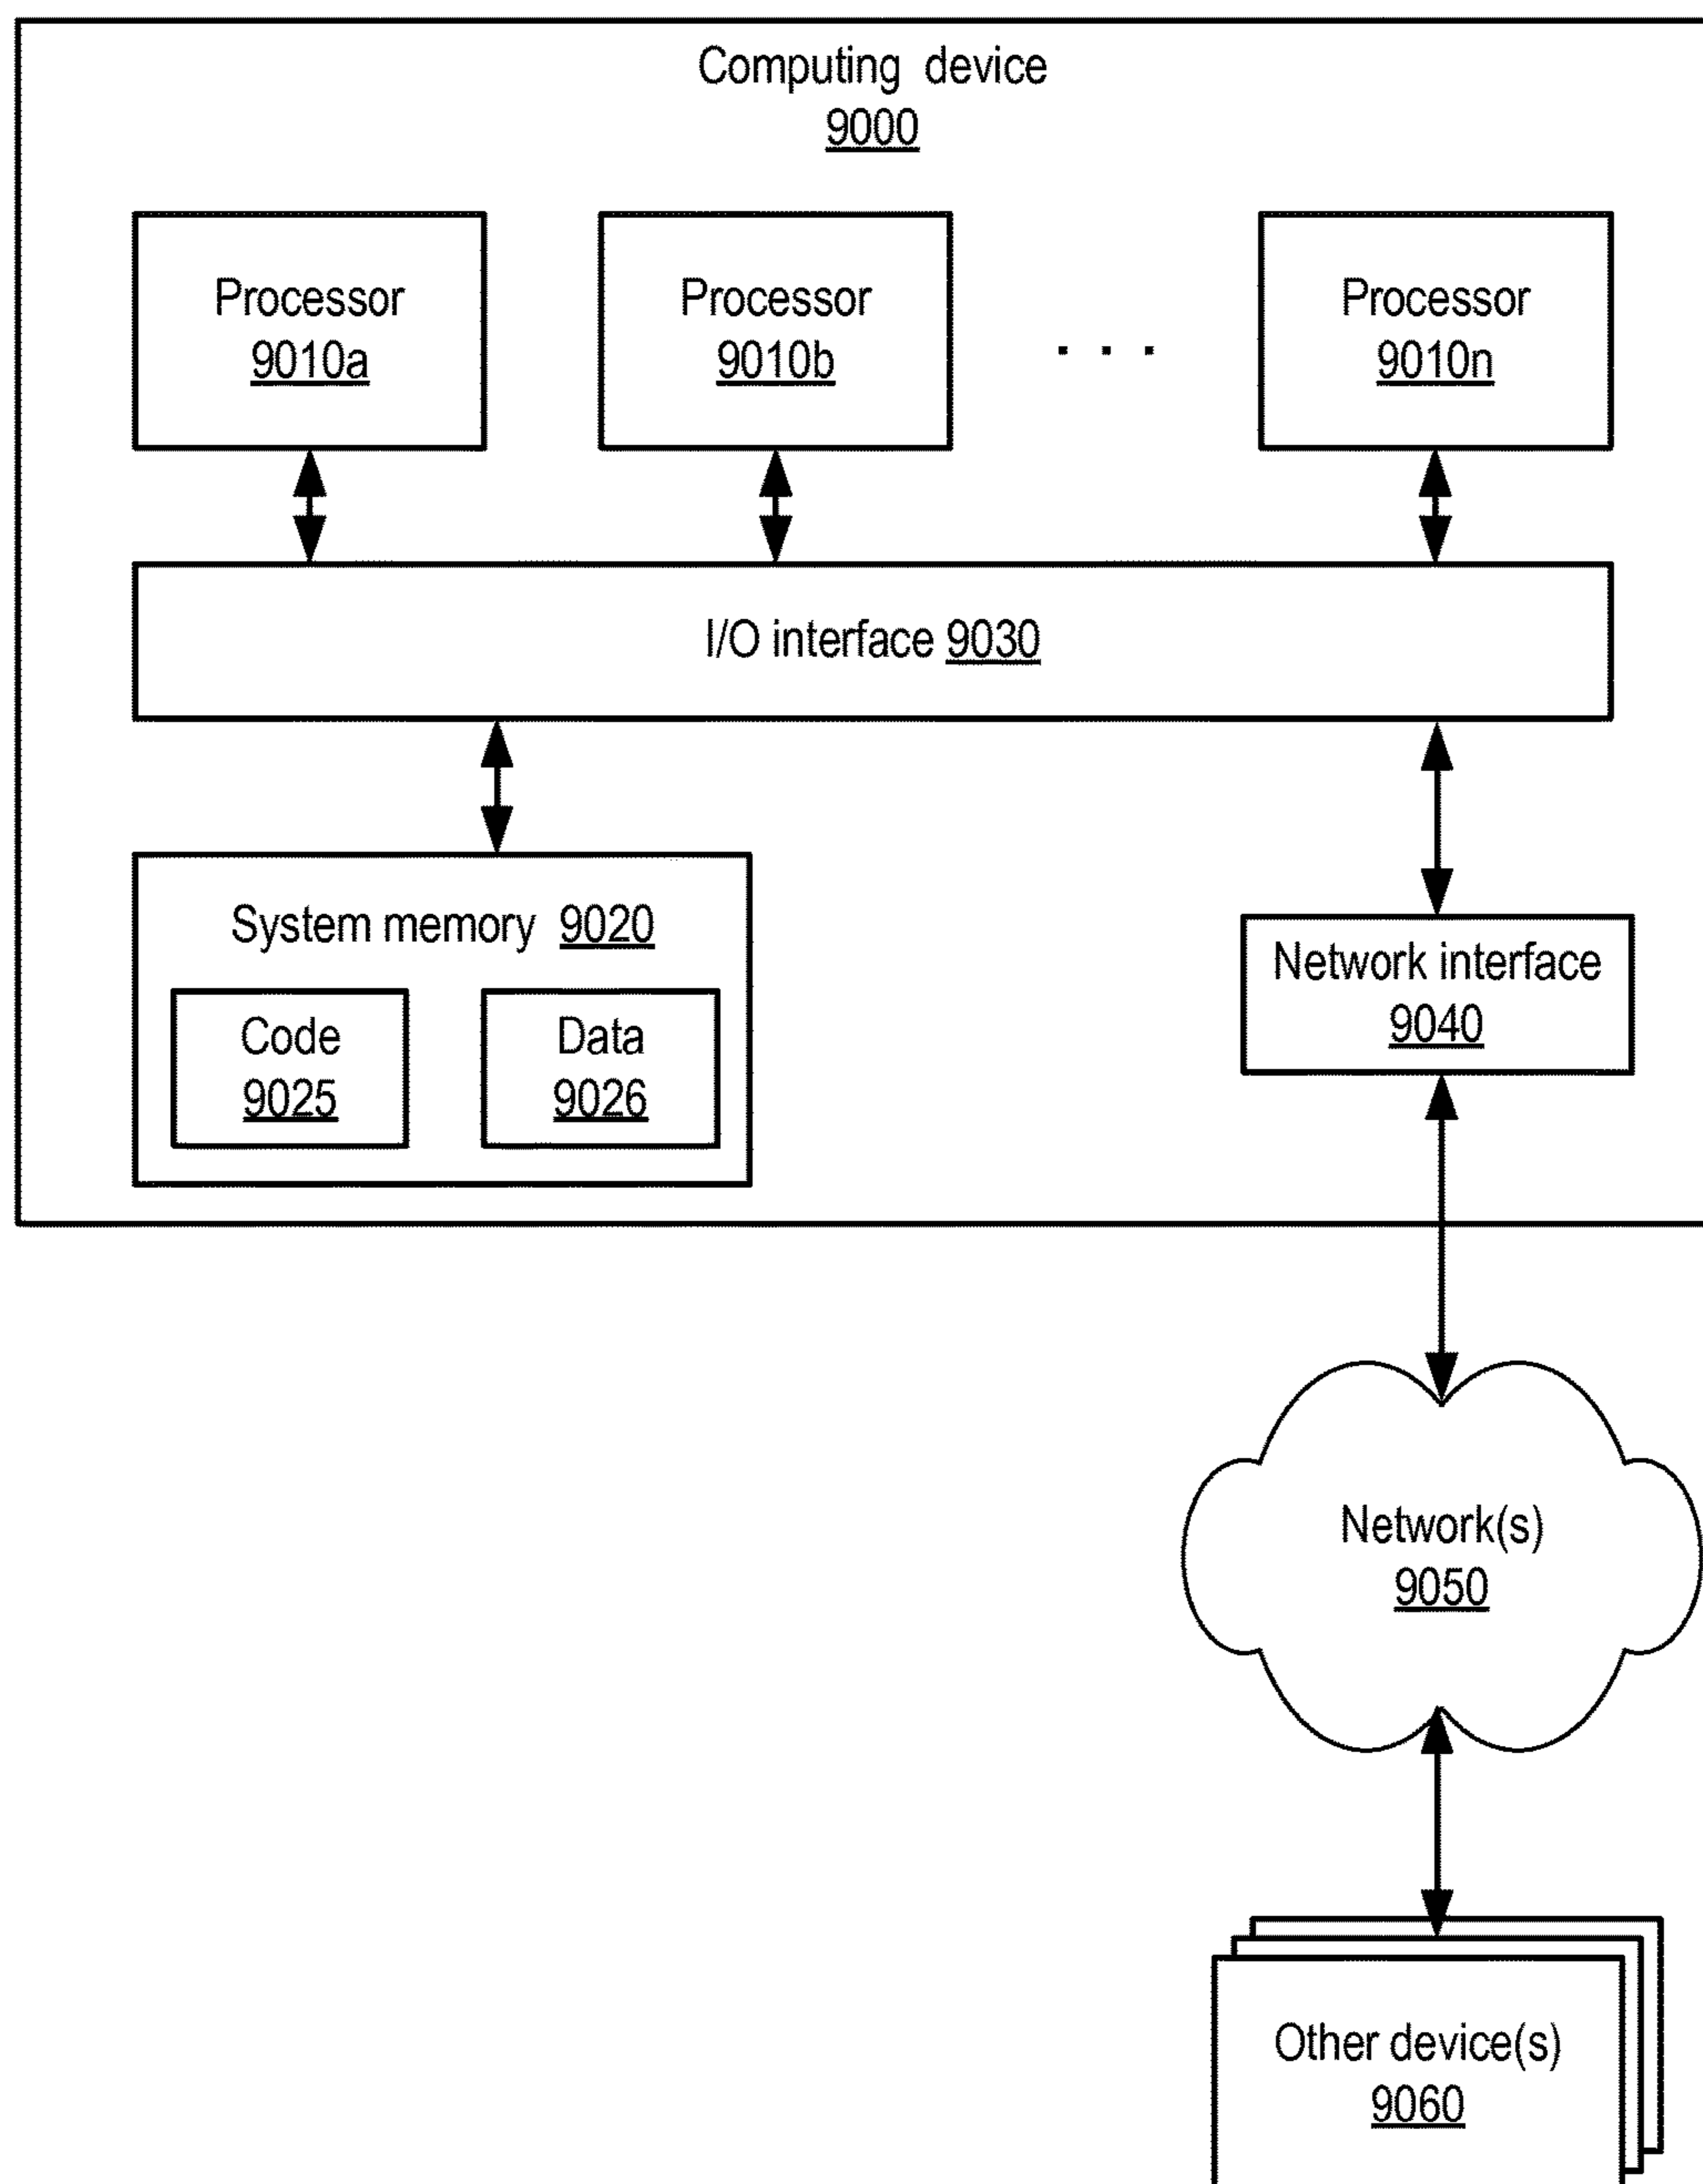 Computing device
9000
Processor
9010a
Processor
9010b
. . .
Processor
9010n
I/O interface 9030
System memory 9020
Code
9025
Data
9026
Network interface
9040
Network(s)
9050
Other device(s)
9060